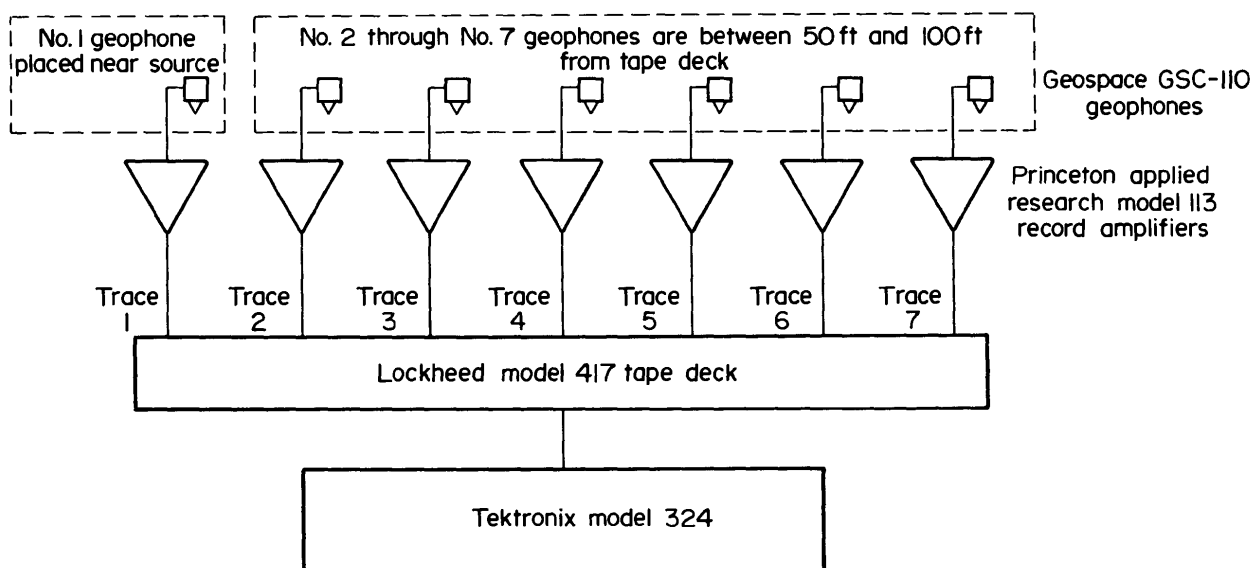 No. 1 geophone
placed near source
No. 2 through No. 7 geophones are between 50 ft and 100 ft
from tape deck
Geospace GSC-110
geophones
Princeton applied
research model 113
record amplifiers
Trace
1
Trace
2
Trace
3
Trace
4
Trace
5
Trace
6
Trace
7
Lockheed model 417 tape deck
Tektronix model 324